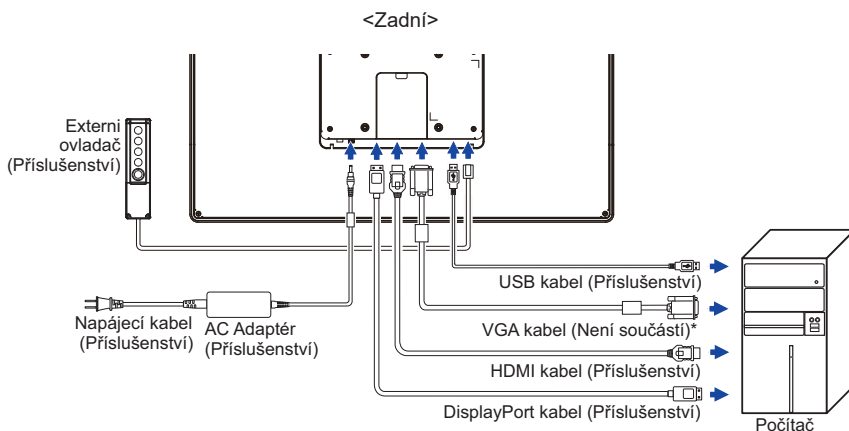 <Zadní>
Externi
ovladač
(Příslušenství)
USB kabel (Příslušenství)
Napájecí kabel
(Příslušenství)
AC Adaptér
(Příslušenství)
VGA kabel (Není součástí)*
HDMI kabel (Příslušenství)
DisplayPort kabel (Příslušenství)
Počítač